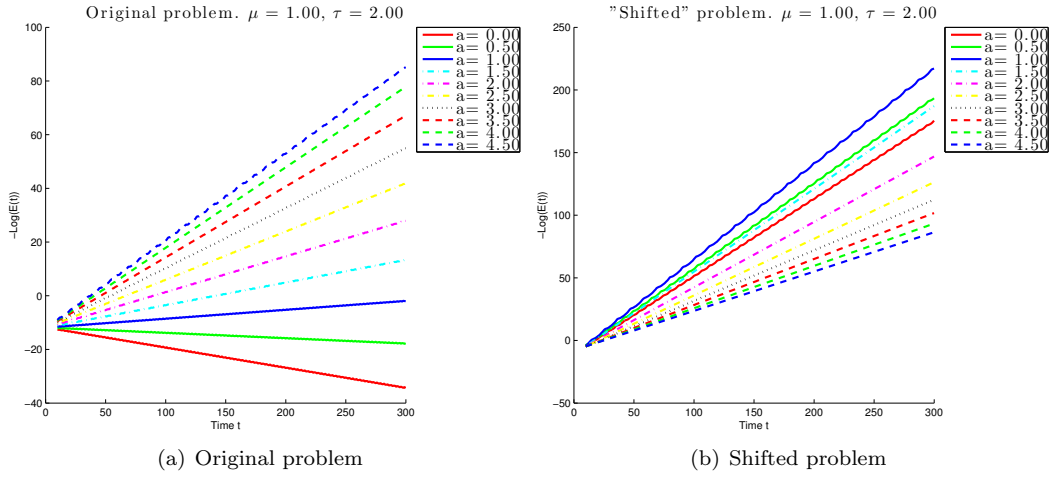 Original problem. μ = 1.00, τ = 2.00
100
80
60
40
20
0
−20
−40
−Log(E(t))
0
50
100
150
200
250
300
Time t
a= 0.00
a= 0.50
a= 1.00
a= 1.50
a= 2.00
a= 2.50
a= 3.00
a= 3.50
a= 4.00
a= 4.50
(a) Original problem
"Shifted" problem. μ = 1.00, τ = 2.00
250
200
150
100
50
0
−50
−Log(E(t))
0
50
100
150
200
250
300
Time t
a= 0.00
a= 0.50
a= 1.00
a= 1.50
a= 2.00
a= 2.50
a= 3.00
a= 3.50
a= 4.00
a= 4.50
(b) Shifted problem